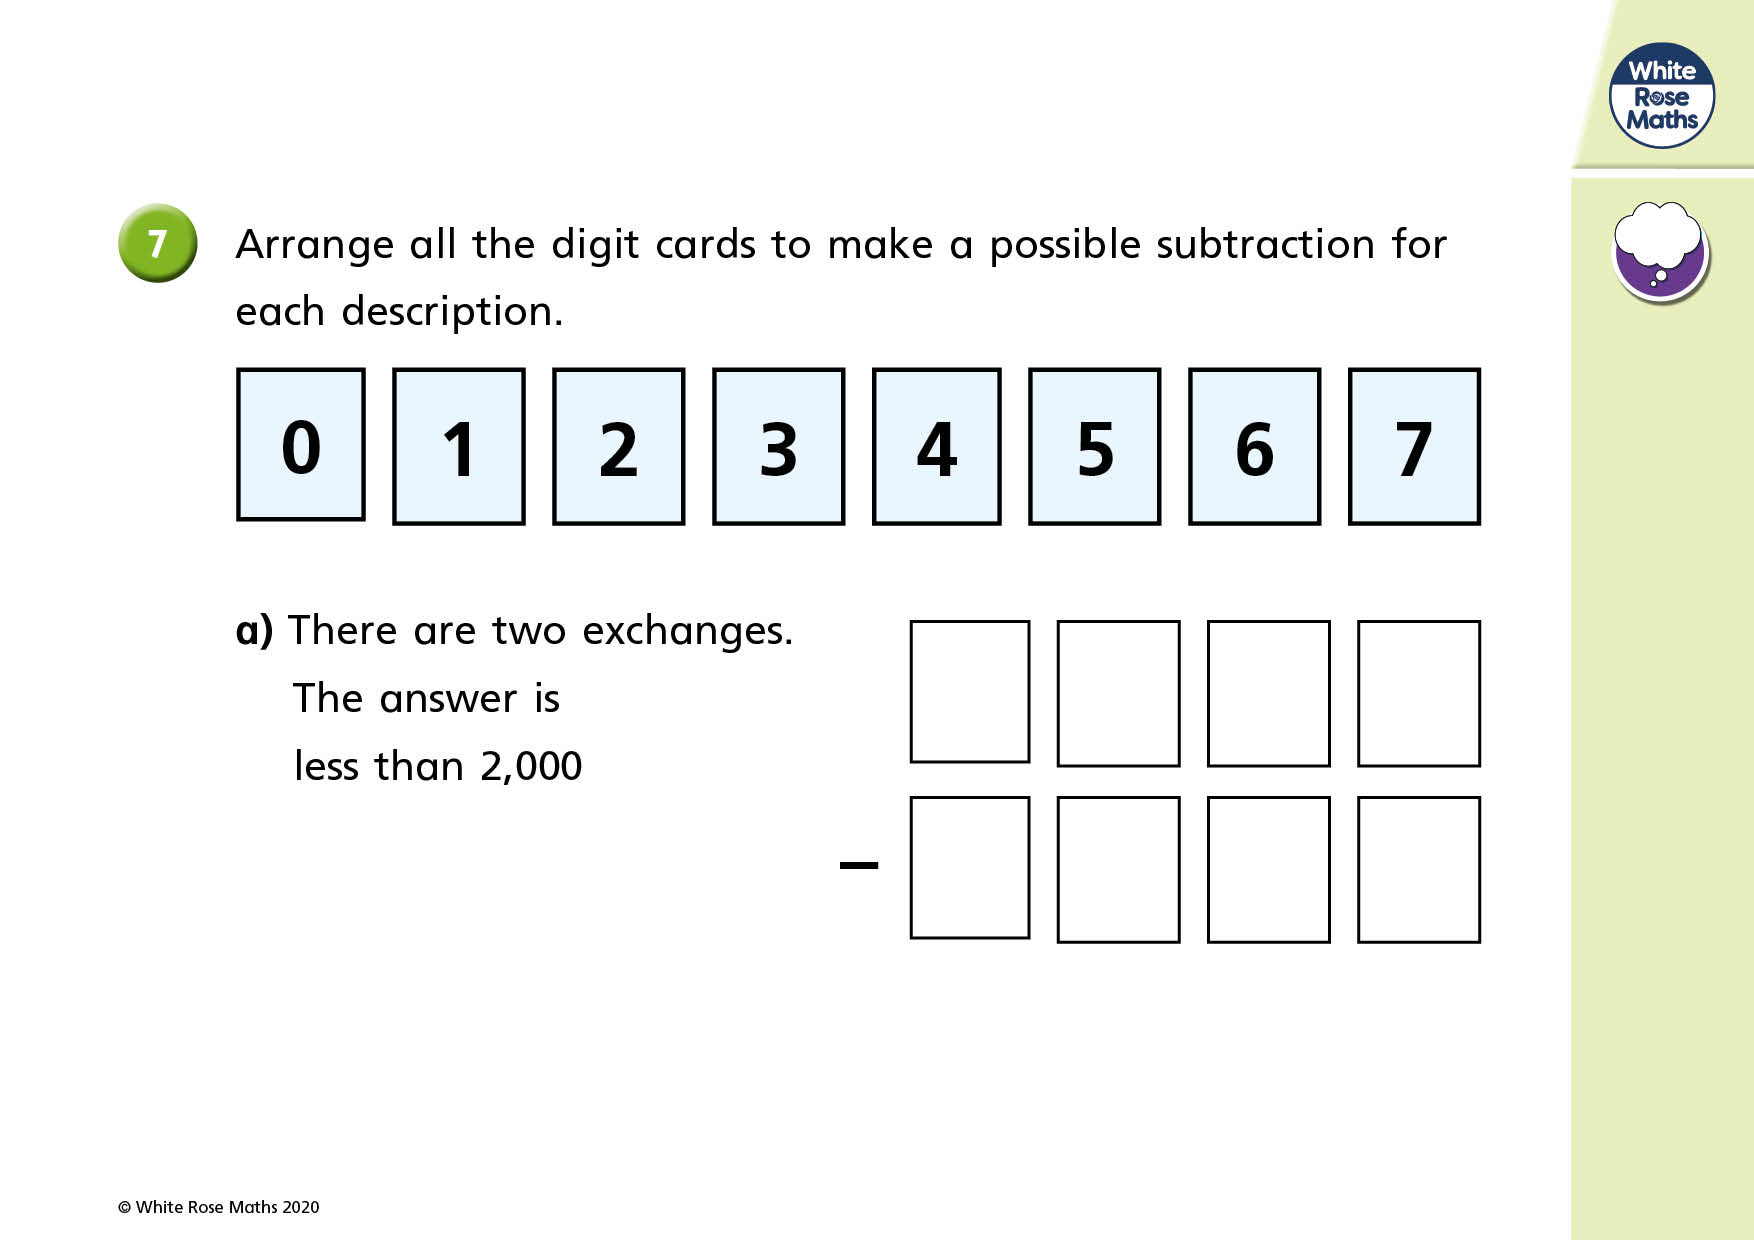 White
Rose
Maths
7 Arrange all the digit cards to make a possible subtraction for
each description.
0 1 2 3 4 5 6 7
a) There are two exchanges.
The answer is
less than 2,000
–
© White Rose Maths 2020